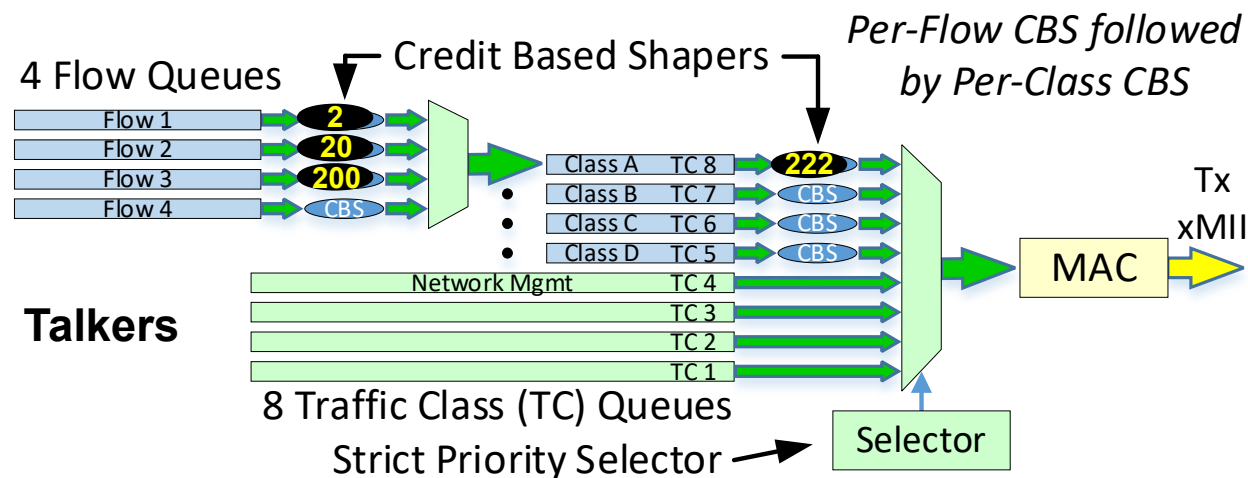 Per-Flow CBS followed
by Per-Class CBS
Credit Based Shapers
4 Flow Queues
Flow 1
2
Flow 2
20
Flow 3
200
Flow 4
CBS
Class A TC 8
222
Class B TC 7
CBS
Class C TC 6
CBS
Class D TC 5
CBS
Network Mgmt TC 4
TC 3
TC 2
TC 1
Tx
xMII
MAC
Talkers
8 Traffic Class (TC) Queues
Strict Priority Selector
Selector